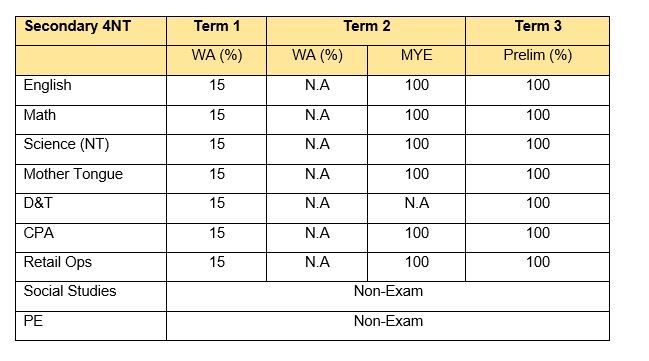 Secondary 4NT Term 1 Term 2 Term 3
WA (%) WA (%) MYE Prelim (%)
English 15 N.A 100 100
Math 15 N.A 100 100
Science (NT) 15 N.A 100 100
Mother Tongue 15 N.A 100 100
D&T 15 N.A N.A 100
CPA 15 N.A 100 100
Retail Ops 15 N.A 100 100
Social Studies Non-Exam
PE Non-Exam